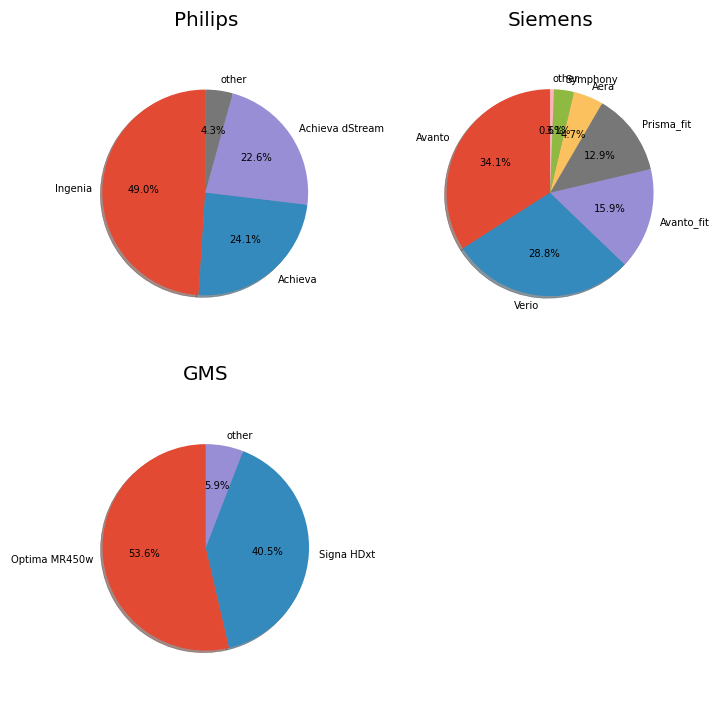 Philips
other
4.3%
Achieva dStream
22.6%
Ingenia
49.0%
24.1%
Achieva
Siemens
other
Symphony
Aera
Prisma_fit
4.7%
12.9%
Avanto
34.1%
15.9%
Avanto_fit
28.8%
Verio
GMS
other
5.9%
Optima MR450w
53.6%
40.5%
Signa HDxt